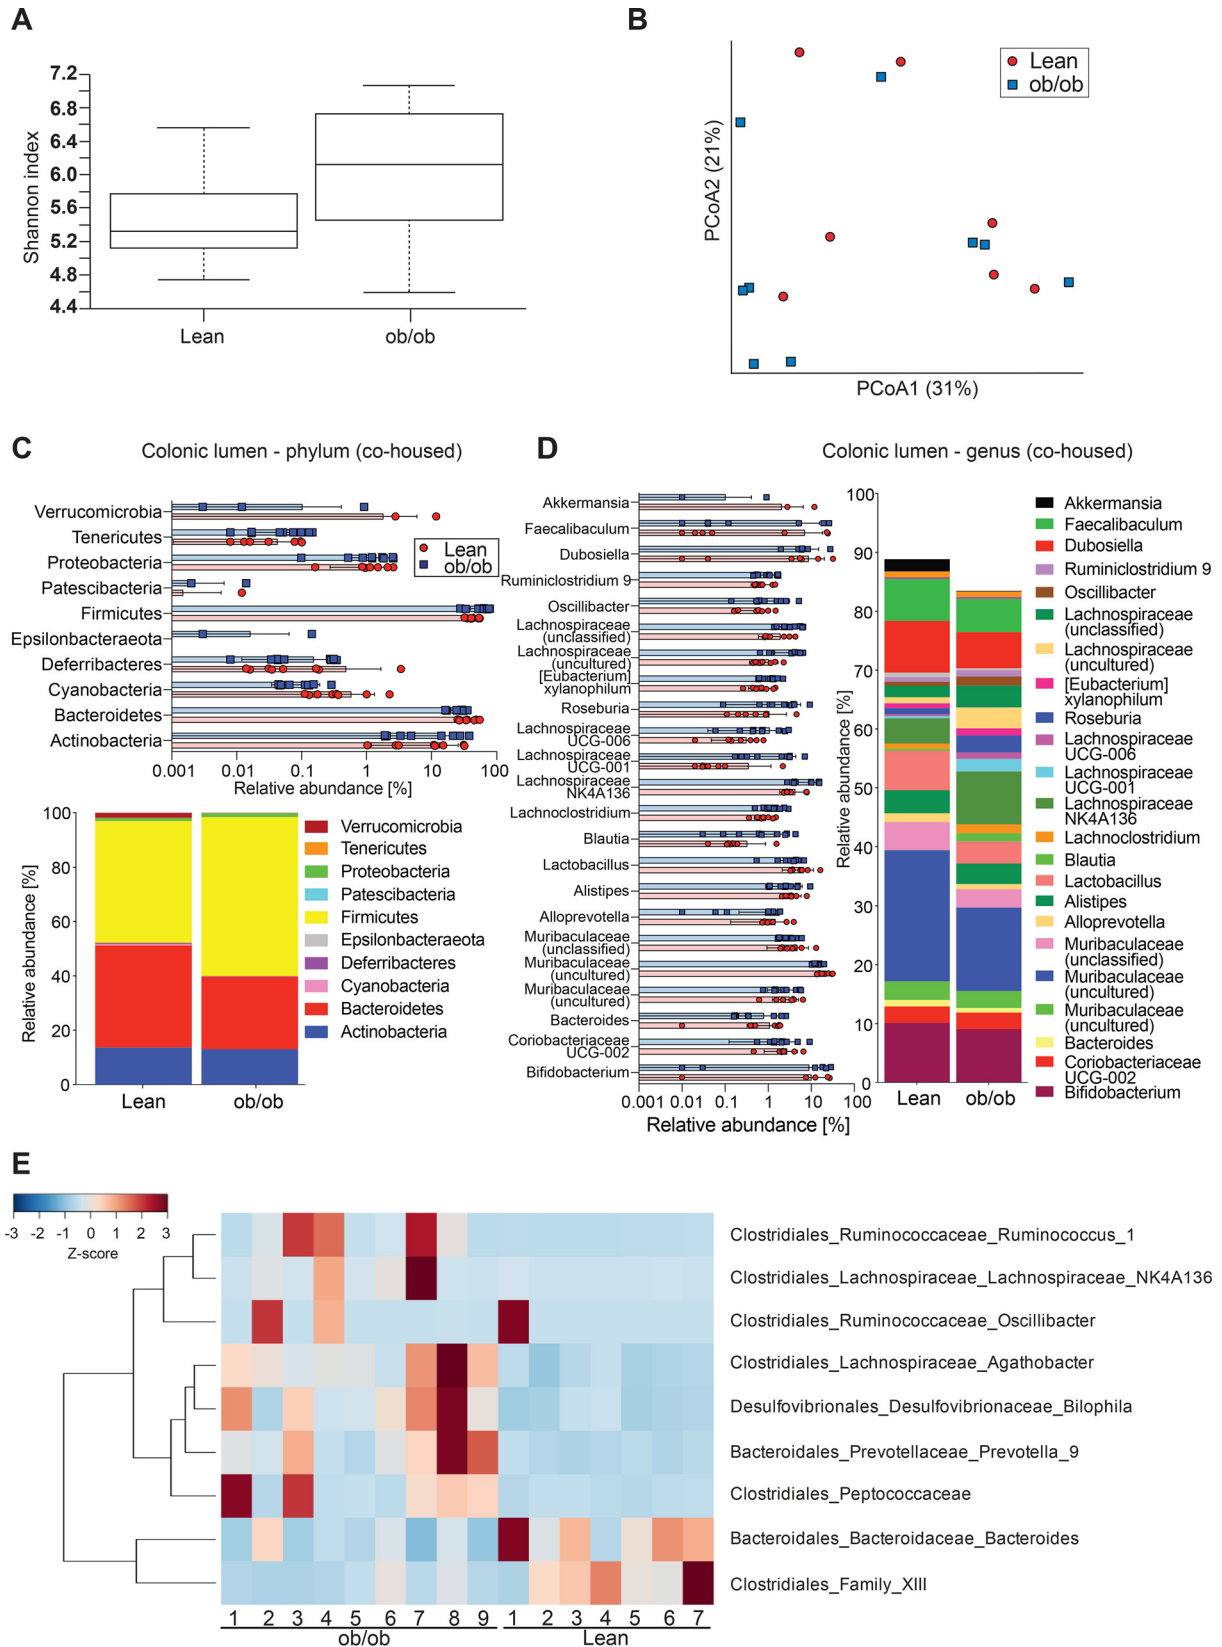 A
7.2
6.8
6.4
6.0
5.6
5.2
4.8
4.4
Shannon index
Lean
ob/ob
B
Lean
ob/ob
PCoA2 (21%)
PCoA1 (31%)
C
Colonic lumen - phylum (co-housed)
Verrucomicrobia
Tenericutes
Proteobacteria
Patescibacteria
Firmicutes
Epsilonbacteraeota
Deferribacteres
Cyanobacteria
Bacteroidetes
Actinobacteria
Lean
ob/ob
0.001 0.01 0.1 1 10 100
Relative abundance [%]
100
80
60
40
20
0
Relative abundance [%]
Lean
ob/ob
Verrucomicrobia
Tenericutes
Proteobacteria
Patescibacteria
Firmicutes
Epsilonbacteraeota
Deferribacteres
Cyanobacteria
Bacteroidetes
Actinobacteria
D
Colonic lumen - genus (co-housed)
Akkermansia
Faecalibaculum
Dubosiella
Ruminiclostridium 9
Oscillibacter
Lachnospiraceae
(unclassified)
Lachnospiraceae
(uncultured)
[Eubacterium]
xylanophilum
Roseburia
Lachnospiraceae
UCG-006
Lachnospiraceae
UCG-001
Lachnospiraceae
NK4A136
Lachnoclostridium
Blautia
Lactobacillus
Alistipes
Alloprevotella
Muribaculaceae
(unclassified)
Muribaculaceae
(uncultured)
Muribaculaceae
(uncultured)
Bacteroides
Coriobacteriaceae
UCG-002
Bifidobacterium
0.001 0.01 0.1 1 10 100
Relative abundance [%]
100
90
80
70
60
50
40
30
20
10
0
Relative abundance [%]
Lean
ob/ob
Akkermansia
Faecalibaculum
Dubosiella
Ruminiclostridium 9
Oscillibacter
Lachnospiraceae
(unclassified)
Lachnospiraceae
(uncultured)
[Eubacterium]
xylanophilum
Roseburia
Lachnospiraceae
UCG-006
Lachnospiraceae
UCG-001
Lachnospiraceae
NK4A136
Lachnoclostridium
Blautia
Lactobacillus
Alistipes
Alloprevotella
Muribaculaceae
(unclassified)
Muribaculaceae
(uncultured)
Muribaculaceae
(uncultured)
Bacteroides
Coriobacteriaceae
UCG-002
Bifidobacterium
E
-3 -2 -1 0 1 2 3
Z-score
Clostridiales_Ruminococcaceae_Ruminococcus_1
Clostridiales_Lachnospiraceae_Lachnospiraceae_NK4A136
Clostridiales_Ruminococcaceae_Oscillibacter
Clostridiales_Lachnospiraceae_Agathobacter
Desulfovibrionales_Desulfovibrionaceae_Bilophila
Bacteroidales_Prevotellaceae_Prevotella_9
Clostridiales_Peptococcaceae
Bacteroidales_Bacteroidaceae_Bacteroides
Clostridiales_Family_XIII
1 2 3 4 5 6 7 8 9 1 2 3 4 5 6 7
ob/ob
Lean